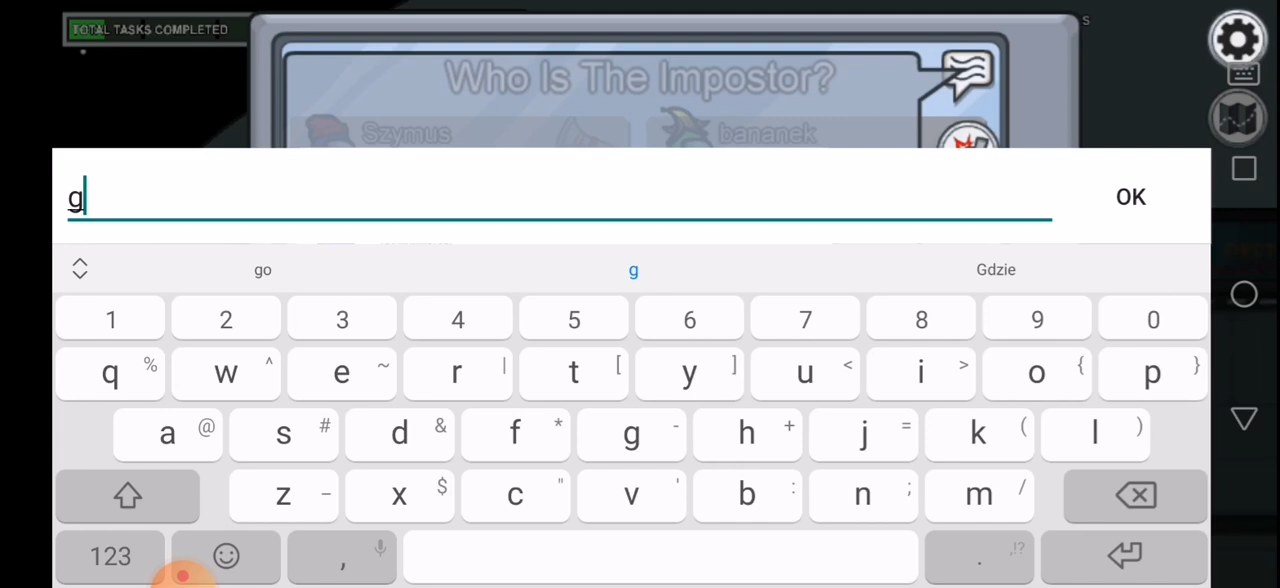 TOTAL TASKS COMPLETED
Who Is The Impostor?
Szymus bananek
g OK
go g Gdzie
1 2 3 4 5 6 7 8 9 0
q % w ^ e ~ r | t [ y ] u < i > o { p }
a @ s # d & f * g - h + j = k ( l )
z – x $ c " v ' b : n ; m /
123 , . ,!?